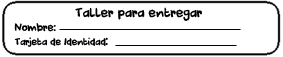 Taller para entregar
Nombre:
Tarjeta de Identidad: